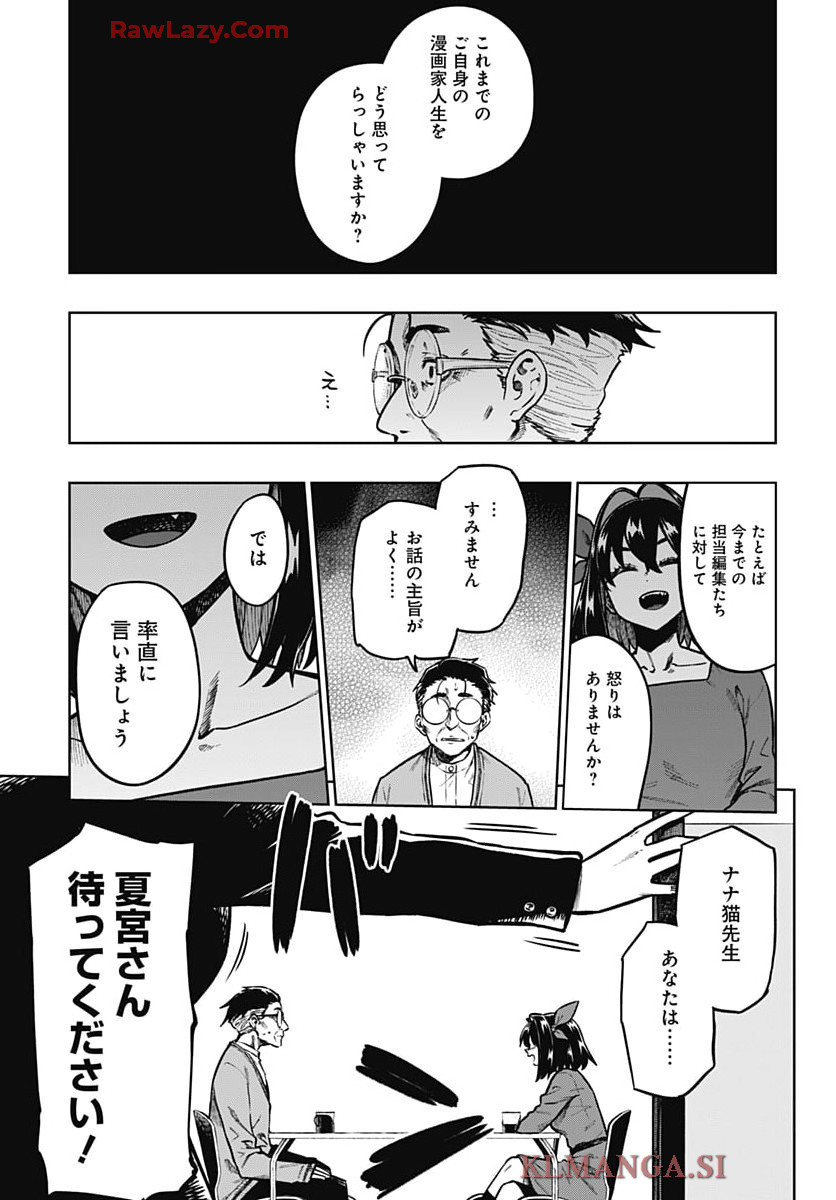 RawLazy.Com
これまでの
ご自身の
漫画家人生を
どう思って
らっしゃいますか？
え…
たとえば
今までの
担当編集たち
に対して
怒りは
ありませんか？
…
すみません
お話の主旨が
よく……
では
率直に
言いましょう
ナナ猫先生
あなたは……
夏宮さん
待ってください！
KLMANGA.SI